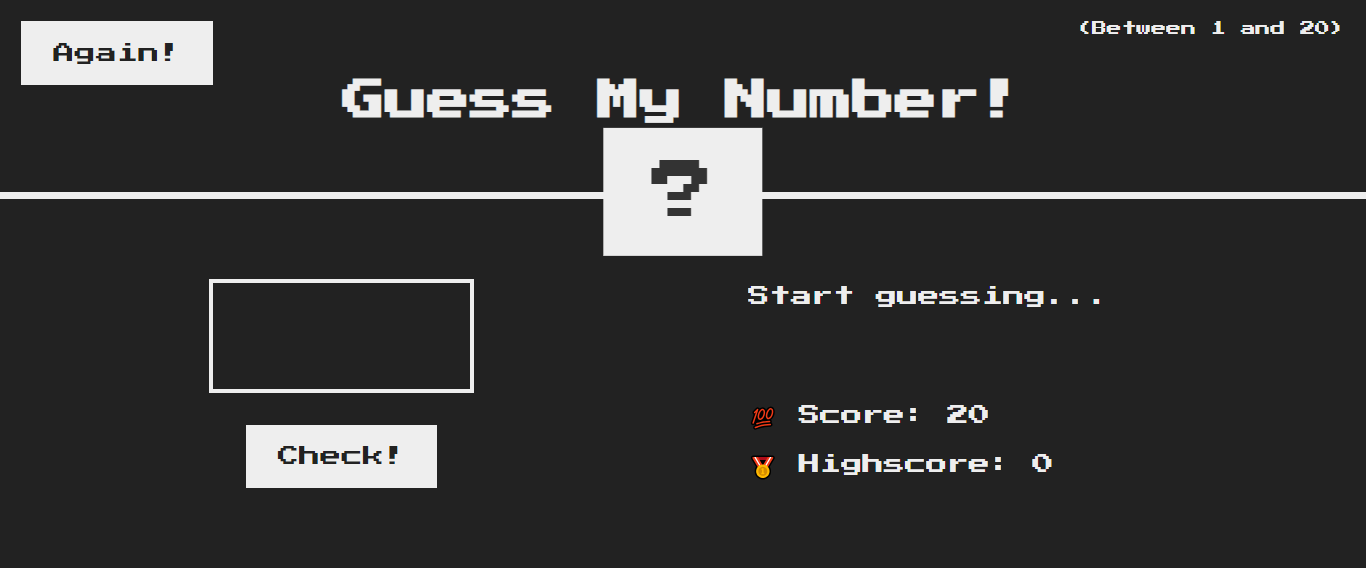 Again!
(Between 1 and 20)
Guess My Number!
?
Start guessing...
💯 Score: 20
Check!
🥇 Highscore: 0